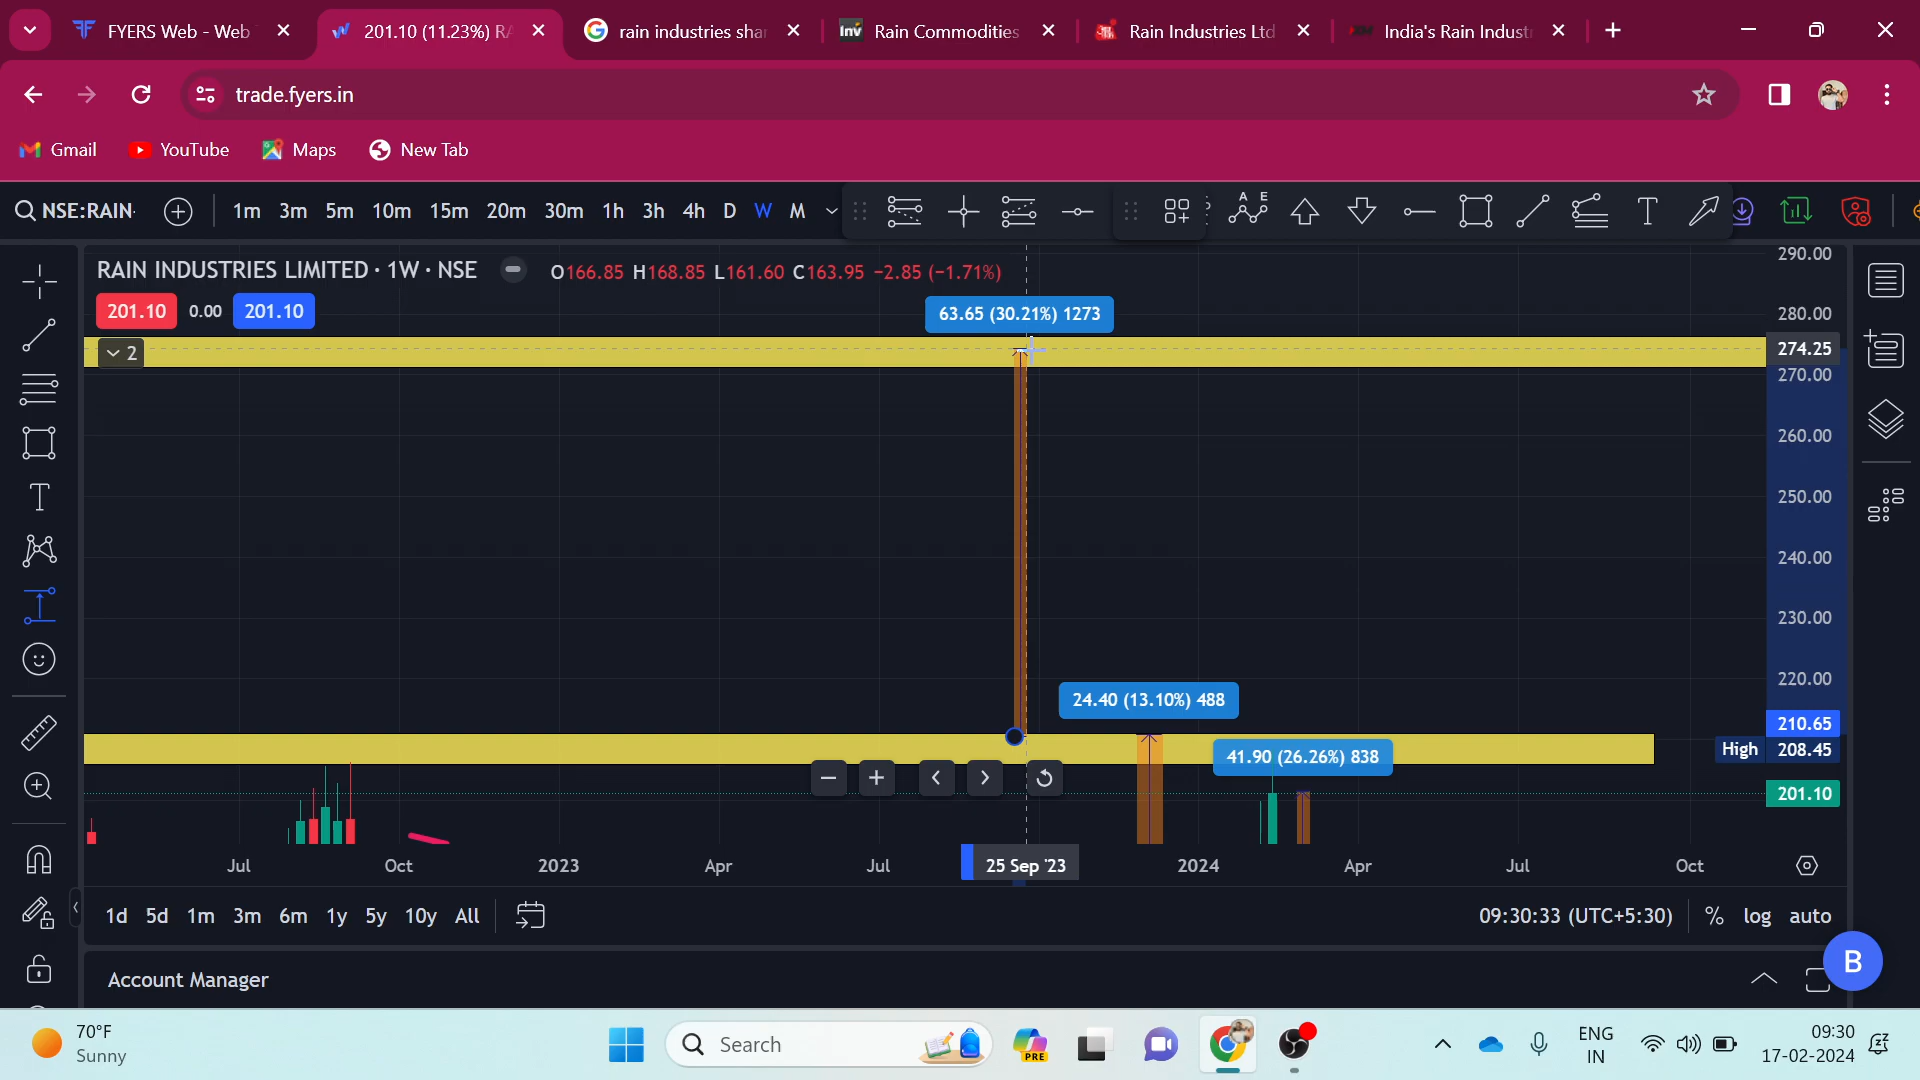 FYERS Web - Web
201.10 (11.23%) RA
rain industries shar
Rain Commodities
Rain Industries Ltd
India's Rain Indust
trade.fyers.in
Gmail
YouTube
Maps
New Tab
NSE:RAIN
1m 3m 5m 10m 15m 20m 30m 1h 3h 4h D W M
RAIN INDUSTRIES LIMITED · 1W · NSE
O166.85 H168.85 L161.60 C163.95 −2.85 (−1.71%)
201.10 0.00 201.10
2
63.65 (30.21%) 1273
24.40 (13.10%) 488
41.90 (26.26%) 838
290.00
280.00
274.25
270.00
260.00
250.00
240.00
230.00
220.00
210.65
High 208.45
201.10
Jul Oct 2023 Apr Jul 25 Sep '23 2024 Apr Jul Oct
1d 5d 1m 3m 6m 1y 5y 10y All
09:30:33 (UTC+5:30) % log auto
Account Manager
B
70°F
Sunny
Search
PRE
ENG
IN
09:30
17-02-2024